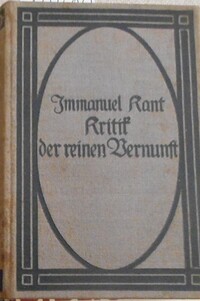 Immanuel Kant
Kritik
der reinen Vernunft